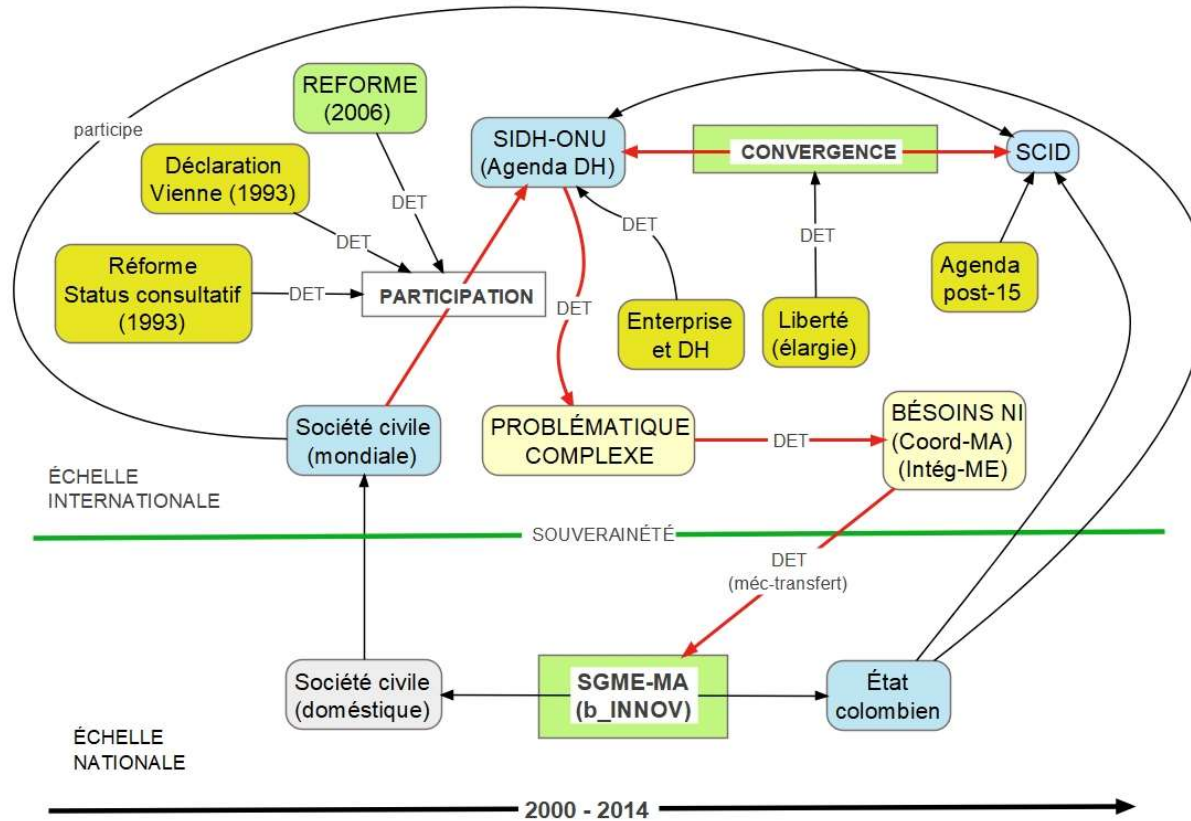 REFORME
(2006)
participe
SIDH-ONU
(Agenda DH)
CONVERGENCE
SCID
Déclaration
Vienne (1993)
DET
DET
DET
Réforme
Status consultatif
(1993)
DET
PARTICIPATION
DET
DET
Agenda
post-15
DET
Enterprise
et DH
Liberté
(élargie)
Société civile
(mondiale)
PROBLÉMATIQUE
COMPLEXE
DET
BÉSOINS NI
(Coord-MA)
(Intég-ME)
ÉCHELLE
INTERNATIONALE
SOUVERAINÉTÉ
DET
(méc-transfert)
Société civile
(doméstique)
SGME-MA
(b_INNOV)
État
colombien
ÉCHELLE
NATIONALE
2000 - 2014